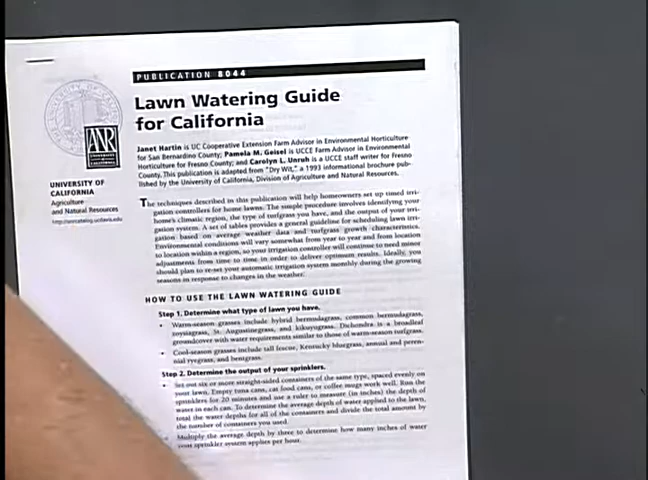 PUBLICATION 8044
Lawn Watering Guide
for California
Janet Hartin is UC Cooperative Extension Farm Advisor in Environmental Horticulture
for San Bernardino County; Pamela M. Geisel is UCCE Farm Advisor in Environmental
Horticulture for Fresno County; and Carolyn L. Unruh is a UCCE staff writer for Fresno
County. This publication is adapted from "Dry Wit," a 1993 informational brochure pub-
lished by the University of California, Division of Agriculture and Natural Resources.
ANR
UNIVERSITY OF
CALIFORNIA
Agriculture
and Natural Resources
http://anrcatalog.ucdavis.edu
The techniques described in this publication will help homeowners set up timed irri-
gation controllers for home lawns. The simple procedure involves identifying your
home's climatic region, the type of turfgrass you have, and the output of your irri-
gation system. A set of tables provides a general guideline for scheduling lawn irri-
gation based on average weather data and turfgrass growth characteristics.
Environmental conditions will vary somewhat from year to year and from location
to location within a region, so your irrigation controller will continue to need minor
adjustments from time to time in order to deliver optimum results. Ideally, you
should plan to re-set your automatic irrigation system monthly during the growing
seasons in response to changes in the weather.
HOW TO USE THE LAWN WATERING GUIDE
Step 1. Determine what type of lawn you have.
• Warm-season grasses include hybrid bermudagrass, common bermudagrass,
zoysiagrass, St. Augustinegrass, and kikuyugrass. Dichondra is a broadleaf
groundcover with water requirements similar to those of warm-season turfgrass.
• Cool-season grasses include tall fescue, Kentucky bluegrass, annual and peren-
nial ryegrass, and bentgrass.
Step 2. Determine the output of your sprinklers.
• Set out six or more straight-sided containers of the same type, spaced evenly on
your lawn. Empty tuna cans, cat food cans, or coffee mugs work well. Run the
sprinklers for 20 minutes and use a ruler to measure (in inches) the depth of
water in each can. To determine the average depth of water applied to the lawn,
total the water depths for all of the containers and divide the total amount by
the number of containers you used.
Multiply the average depth by three to determine how many inches of water
your sprinkler system applies per hour.